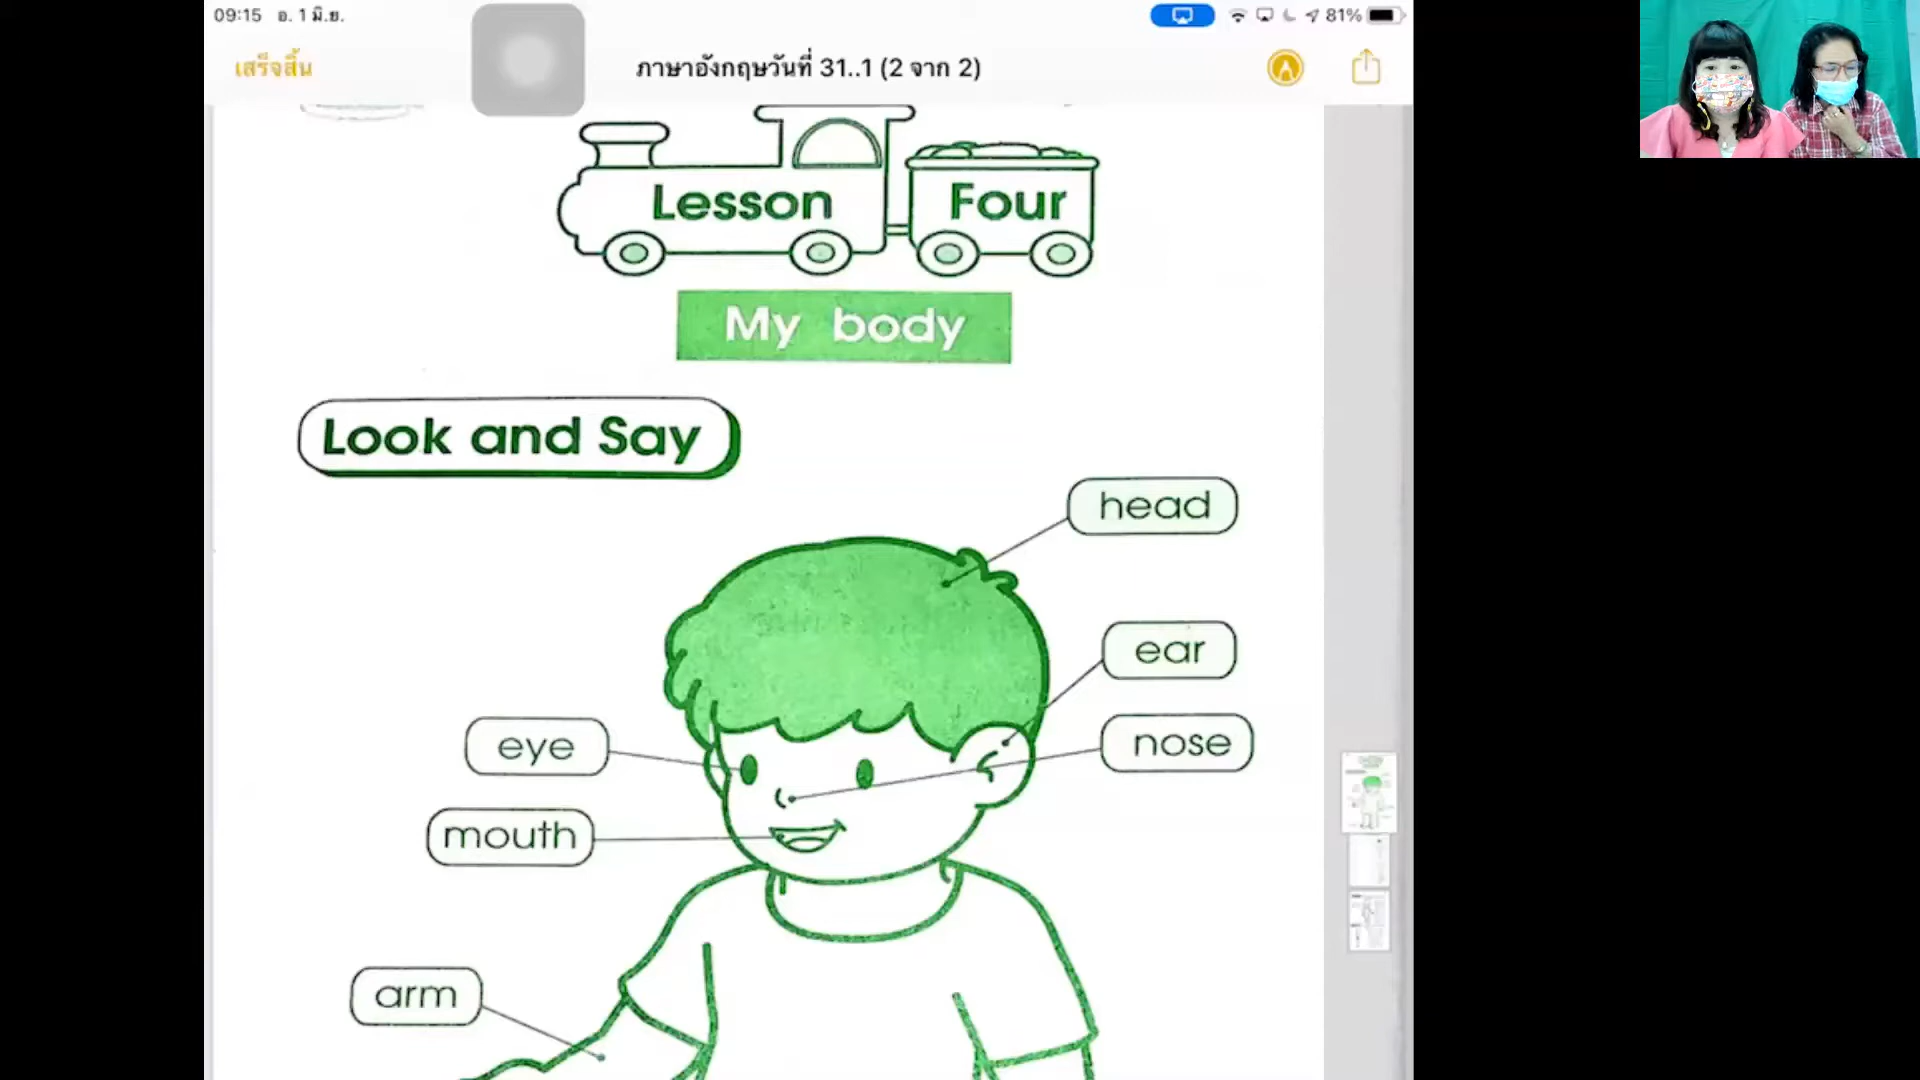 09:15 อ. 1 มิ.ย.
81%
เสร็จสิ้น
ภาษาอังกฤษวันที่ 31..1 (2 จาก 2)
Lesson Four
My body
Look and Say
head
ear
eye
nose
mouth
arm